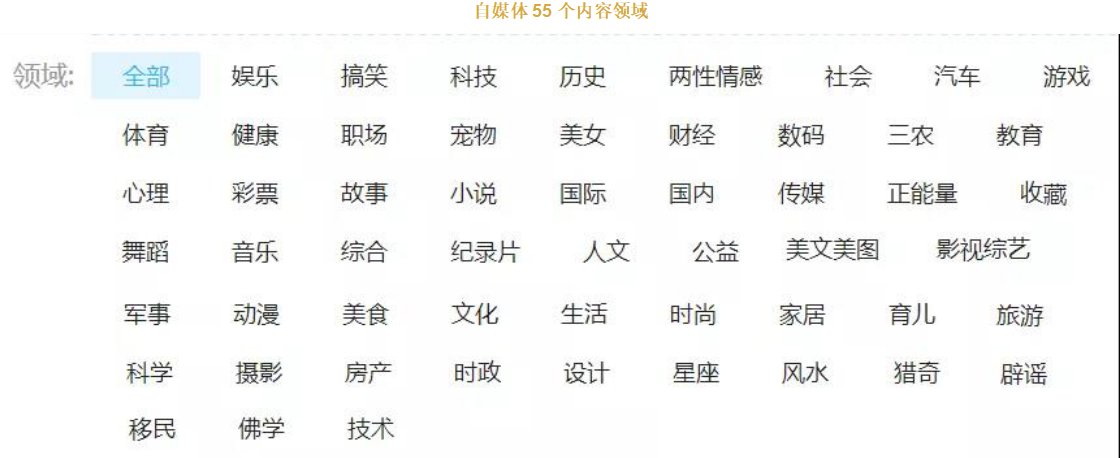 自媒体 55 个内容领域
领域: 全部 娱乐 搞笑 科技 历史 两性情感 社会 汽车 游戏
体育 健康 职场 宠物 美女 财经 数码 三农 教育
心理 彩票 故事 小说 国际 国内 传媒 正能量 收藏
舞蹈 音乐 综合 纪录片 人文 公益 美文美图 影视综艺
军事 动漫 美食 文化 生活 时尚 家居 育儿 旅游
科学 摄影 房产 时政 设计 星座 风水 猎奇 辟谣
移民 佛学 技术